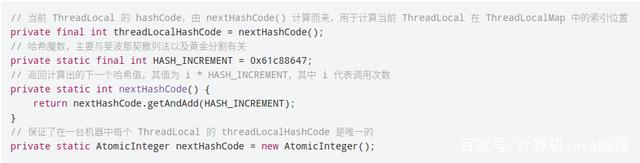 // 当前 ThreadLocal 的 hashCode，由 nextHashCode() 计算而来，用于计算当前 ThreadLocal 在 ThreadLocalMap 中的索引位置
private final int threadLocalHashCode = nextHashCode();
// 哈希魔数，主要与斐波那契散列法以及黄金分割有关
private static final int HASH_INCREMENT = 0x61c88647;
// 返回计算出的下一个哈希值，其值为 i * HASH_INCREMENT，其中 i 代表调用次数
private static int nextHashCode() {
    return nextHashCode.getAndAdd(HASH_INCREMENT);
}
// 保证了在一台机器中每个 ThreadLocal 的 threadLocalHashCode 是唯一的
private static AtomicInteger nextHashCode = new AtomicInteger();
百家号/计算机java编程